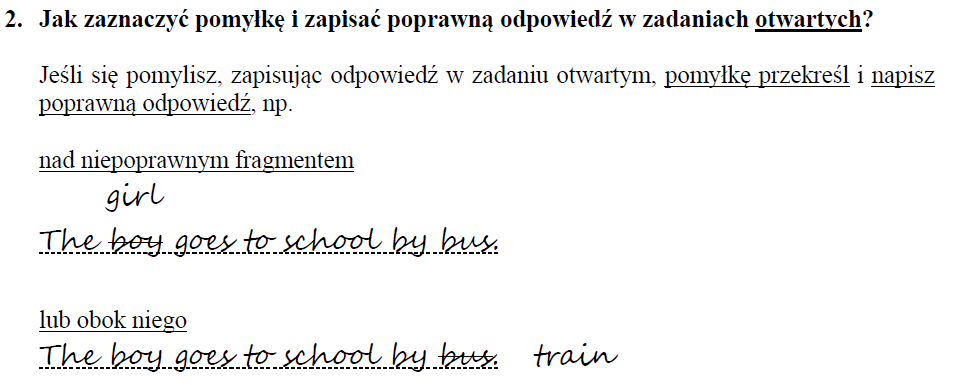 2. Jak zaznaczyć pomyłkę i zapisać poprawną odpowiedź w zadaniach otwartych?
Jeśli się pomylisz, zapisując odpowiedź w zadaniu otwartym, pomyłkę przekreśl i napisz
poprawną odpowiedź, np.
nad niepoprawnym fragmentem
girl
The boy goes to school by bus.
lub obok niego
The boy goes to school by bus. train